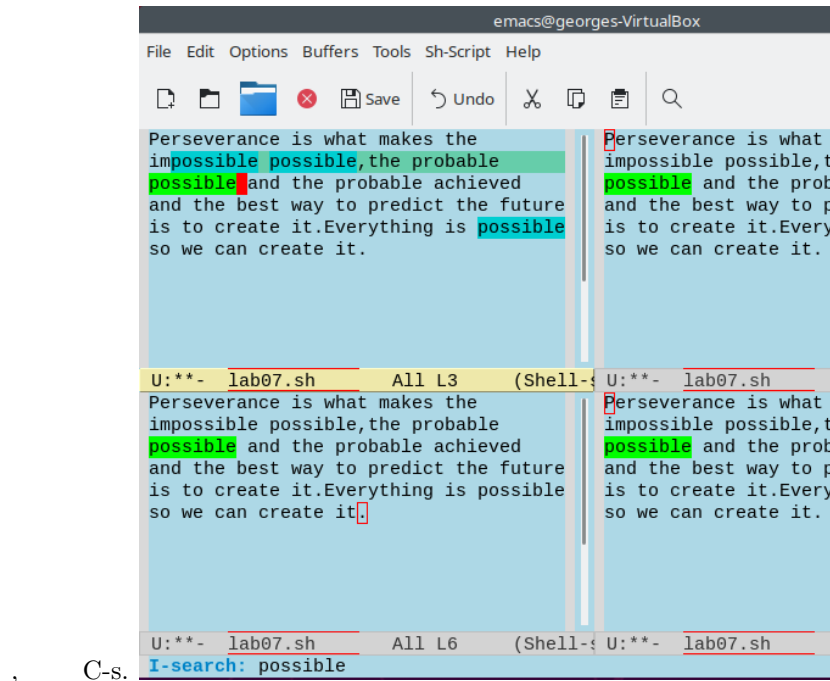 emacs@georges-VirtualBox
File Edit Options Buffers Tools Sh-Script Help
Save Undo
Perseverance is what makes the
impossible possible,the probable
possible and the probable achieved
and the best way to predict the future
is to create it.Everything is possible
so we can create it.
Perseverance is what
impossible possible,t
possible and the prob
and the best way to p
is to create it.Every
so we can create it.
U:**- lab07.sh All L3 (Shell-s
U:**- lab07.sh
Perseverance is what makes the
impossible possible,the probable
possible and the probable achieved
and the best way to predict the future
is to create it.Everything is possible
so we can create it.
Perseverance is what
impossible possible,t
possible and the prob
and the best way to p
is to create it.Every
so we can create it.
U:**- lab07.sh All L6 (Shell-s
U:**- lab07.sh
, C-s.
I-search: possible